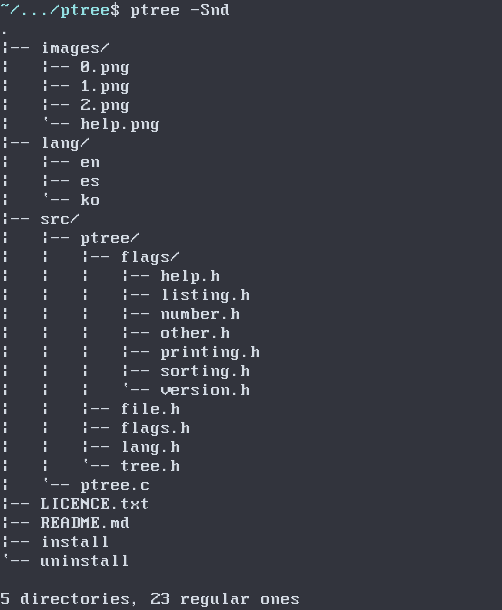 ~/.../ptree$ ptree -Snd
.
¦-- images/
¦   ¦-- 0.png
¦   ¦-- 1.png
¦   ¦-- 2.png
¦   `-- help.png
¦-- lang/
¦   ¦-- en
¦   ¦-- es
¦   `-- ko
¦-- src/
¦   ¦-- ptree/
¦   ¦   ¦-- flags/
¦   ¦   ¦   ¦-- help.h
¦   ¦   ¦   ¦-- listing.h
¦   ¦   ¦   ¦-- number.h
¦   ¦   ¦   ¦-- other.h
¦   ¦   ¦   ¦-- printing.h
¦   ¦   ¦   ¦-- sorting.h
¦   ¦   ¦   `-- version.h
¦   ¦   ¦-- file.h
¦   ¦   ¦-- flags.h
¦   ¦   ¦-- lang.h
¦   ¦   `-- tree.h
¦   `-- ptree.c
¦-- LICENCE.txt
¦-- README.md
¦-- install
`-- uninstall
5 directories, 23 regular ones